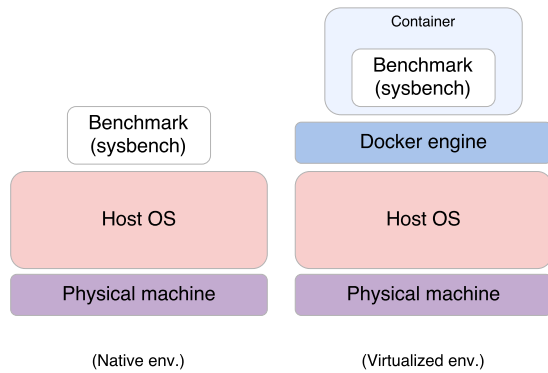 Benchmark
(sysbench)
Host OS
Physical machine
(Native env.)
Container
Benchmark
(sysbench)
Docker engine
Host OS
Physical machine
(Virtualized env.)